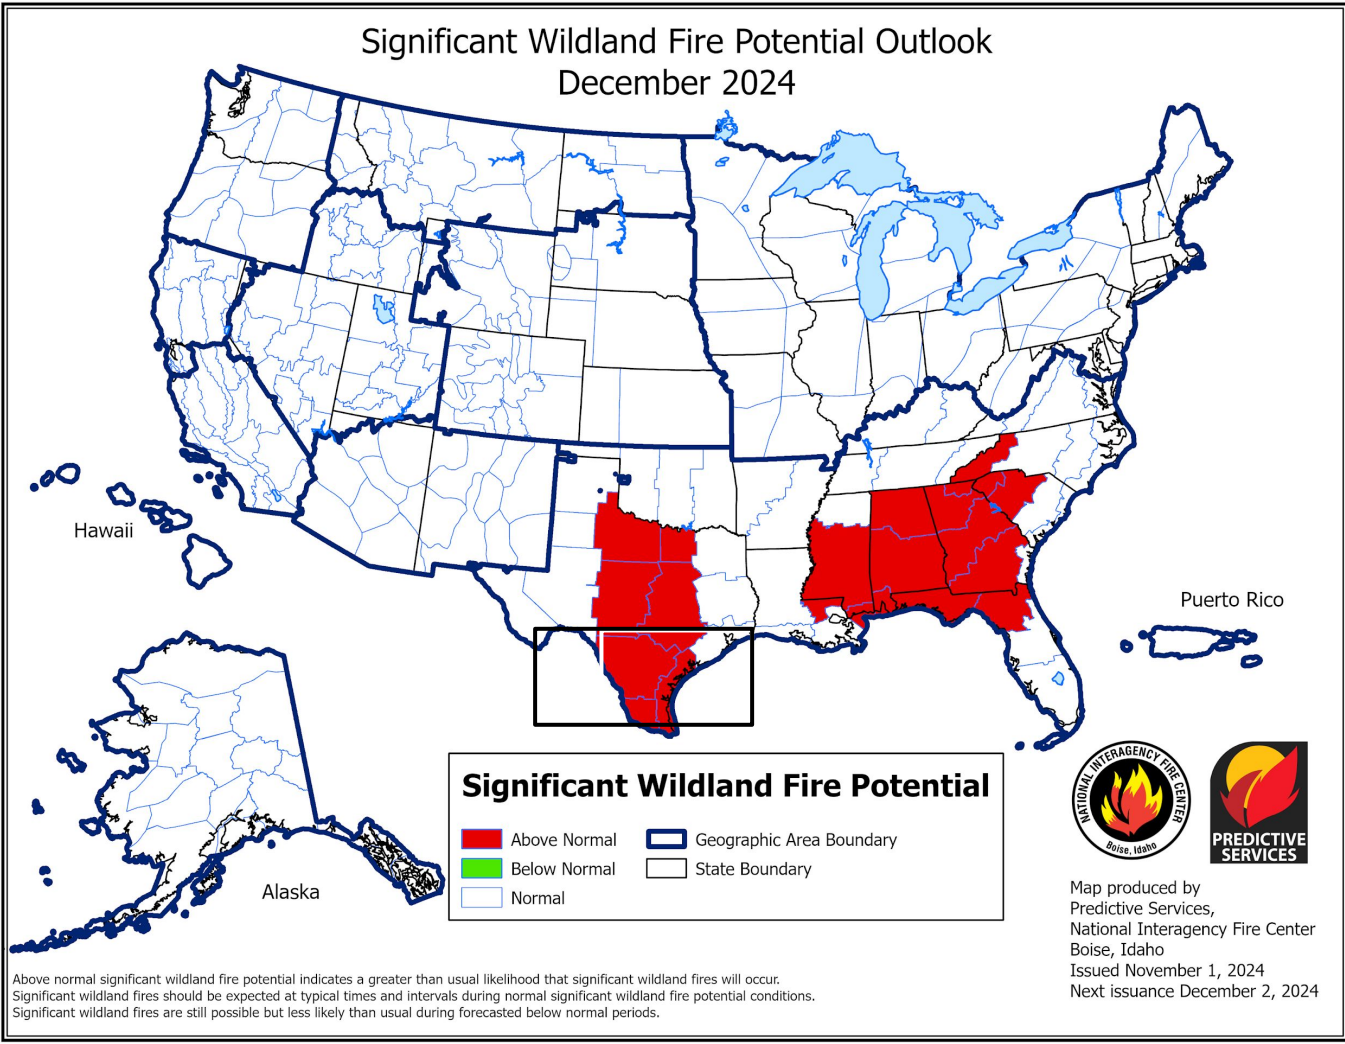 Significant Wildland Fire Potential Outlook
December 2024
Hawaii
Puerto Rico
Alaska
Significant Wildland Fire Potential
Above Normal
Geographic Area Boundary
Below Normal
State Boundary
Normal
NATIONAL INTERAGENCY FIRE CENTER
Boise, Idaho
PREDICTIVE
SERVICES
Map produced by
Predictive Services,
National Interagency Fire Center
Boise, Idaho
Issued November 1, 2024
Next issuance December 2, 2024
Above normal significant wildland fire potential indicates a greater than usual likelihood that significant wildland fires will occur.
Significant wildland fires should be expected at typical times and intervals during normal significant wildland fire potential conditions.
Significant wildland fires are still possible but less likely than usual during forecasted below normal periods.